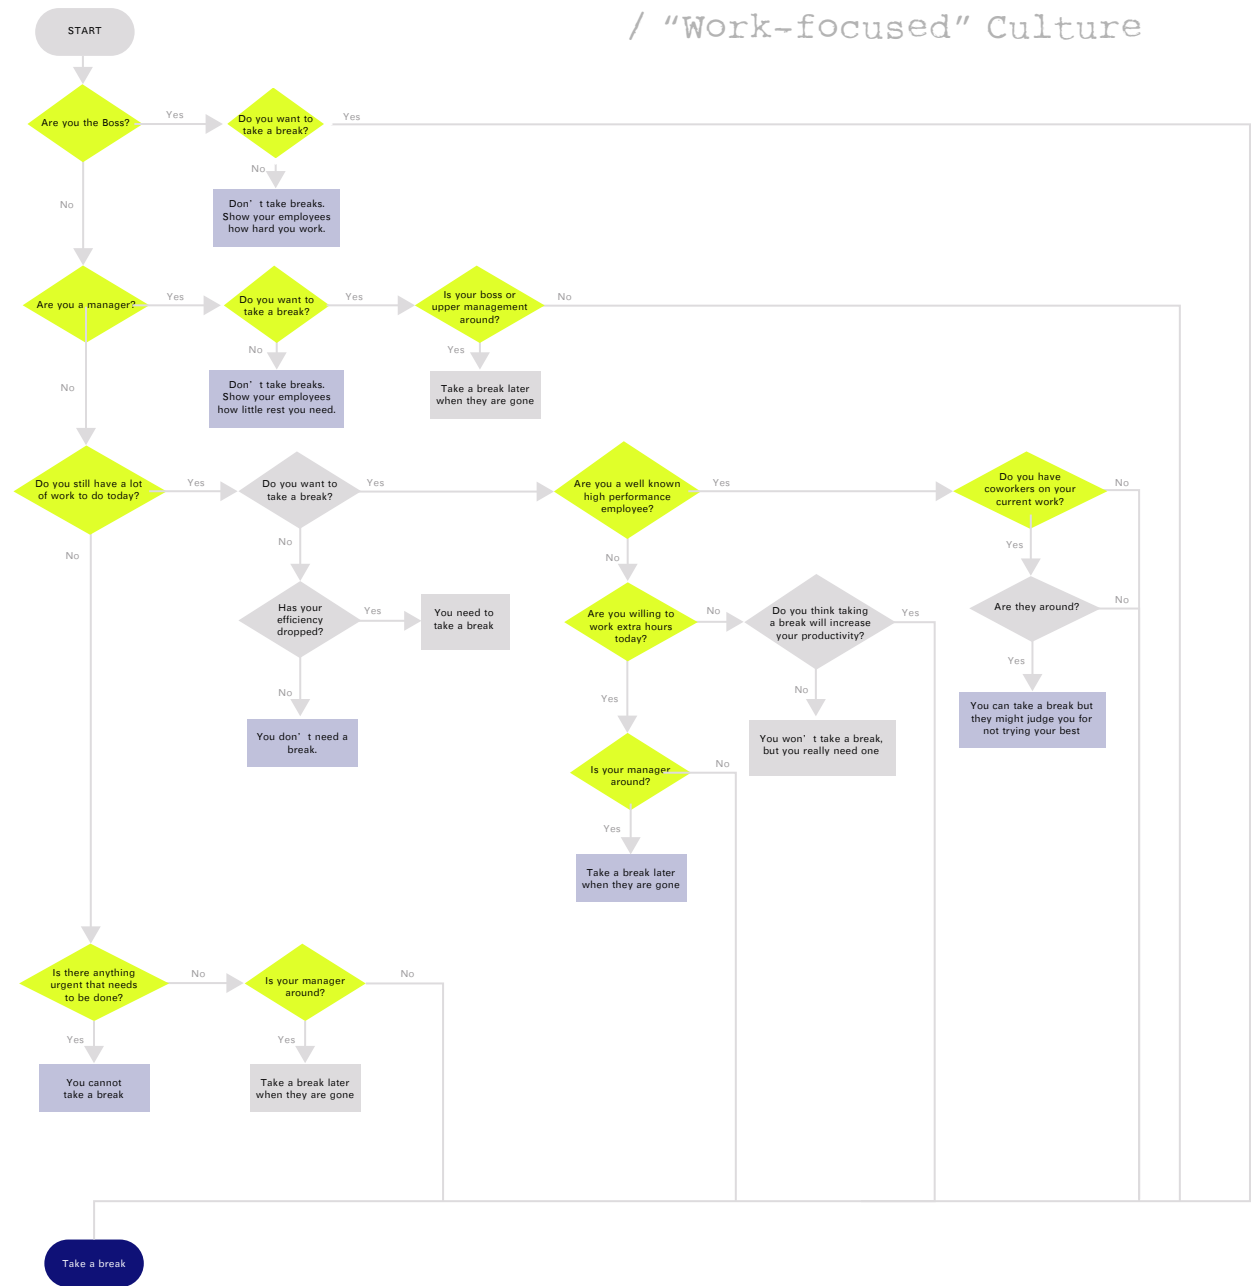 / “Work-focused” Culture
START
Are you the Boss?
Yes
Do you want to
take a break?
Yes
No
No
Don’ t take breaks.
Show your employees
how hard you work.
Are you a manager?
Yes
Do you want to
take a break?
Yes
Is your boss or
upper management
around?
No
No
Yes
No
Don’ t take breaks.
Show your employees
how little rest you need.
Take a break later
when they are gone
Do you still have a lot
of work to do today?
Yes
Do you want to
take a break?
Yes
Are you a well known
high performance
employee?
Yes
Do you have
coworkers on your
current work?
No
No
No
No
Yes
Has your
efficiency
dropped?
Yes
You need to
take a break
Are you willing to
work extra hours
today?
No
Do you think taking
a break will increase
your productivity?
Yes
Are they around?
No
No
Yes
No
Yes
You don’ t need a
break.
You won’ t take a break,
but you really need one
You can take a break but
they might judge you for
not trying your best
Is your manager
around?
No
Yes
Take a break later
when they are gone
Is there anything
urgent that needs
to be done?
No
Is your manager
around?
No
Yes
Yes
You cannot
take a break
Take a break later
when they are gone
Take a break